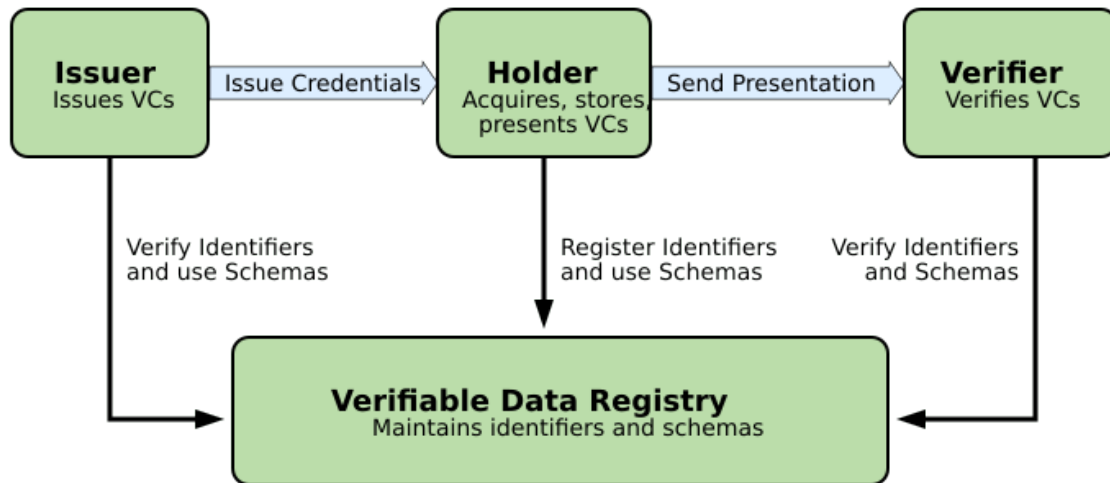 Issuer
Issues VCs
Issue Credentials
Holder
Acquires, stores,
presents VCs
Send Presentation
Verifier
Verifies VCs
Verify Identifiers
and use Schemas
Register Identifiers
and use Schemas
Verify Identifiers
and Schemas
Verifiable Data Registry
Maintains identifiers and schemas